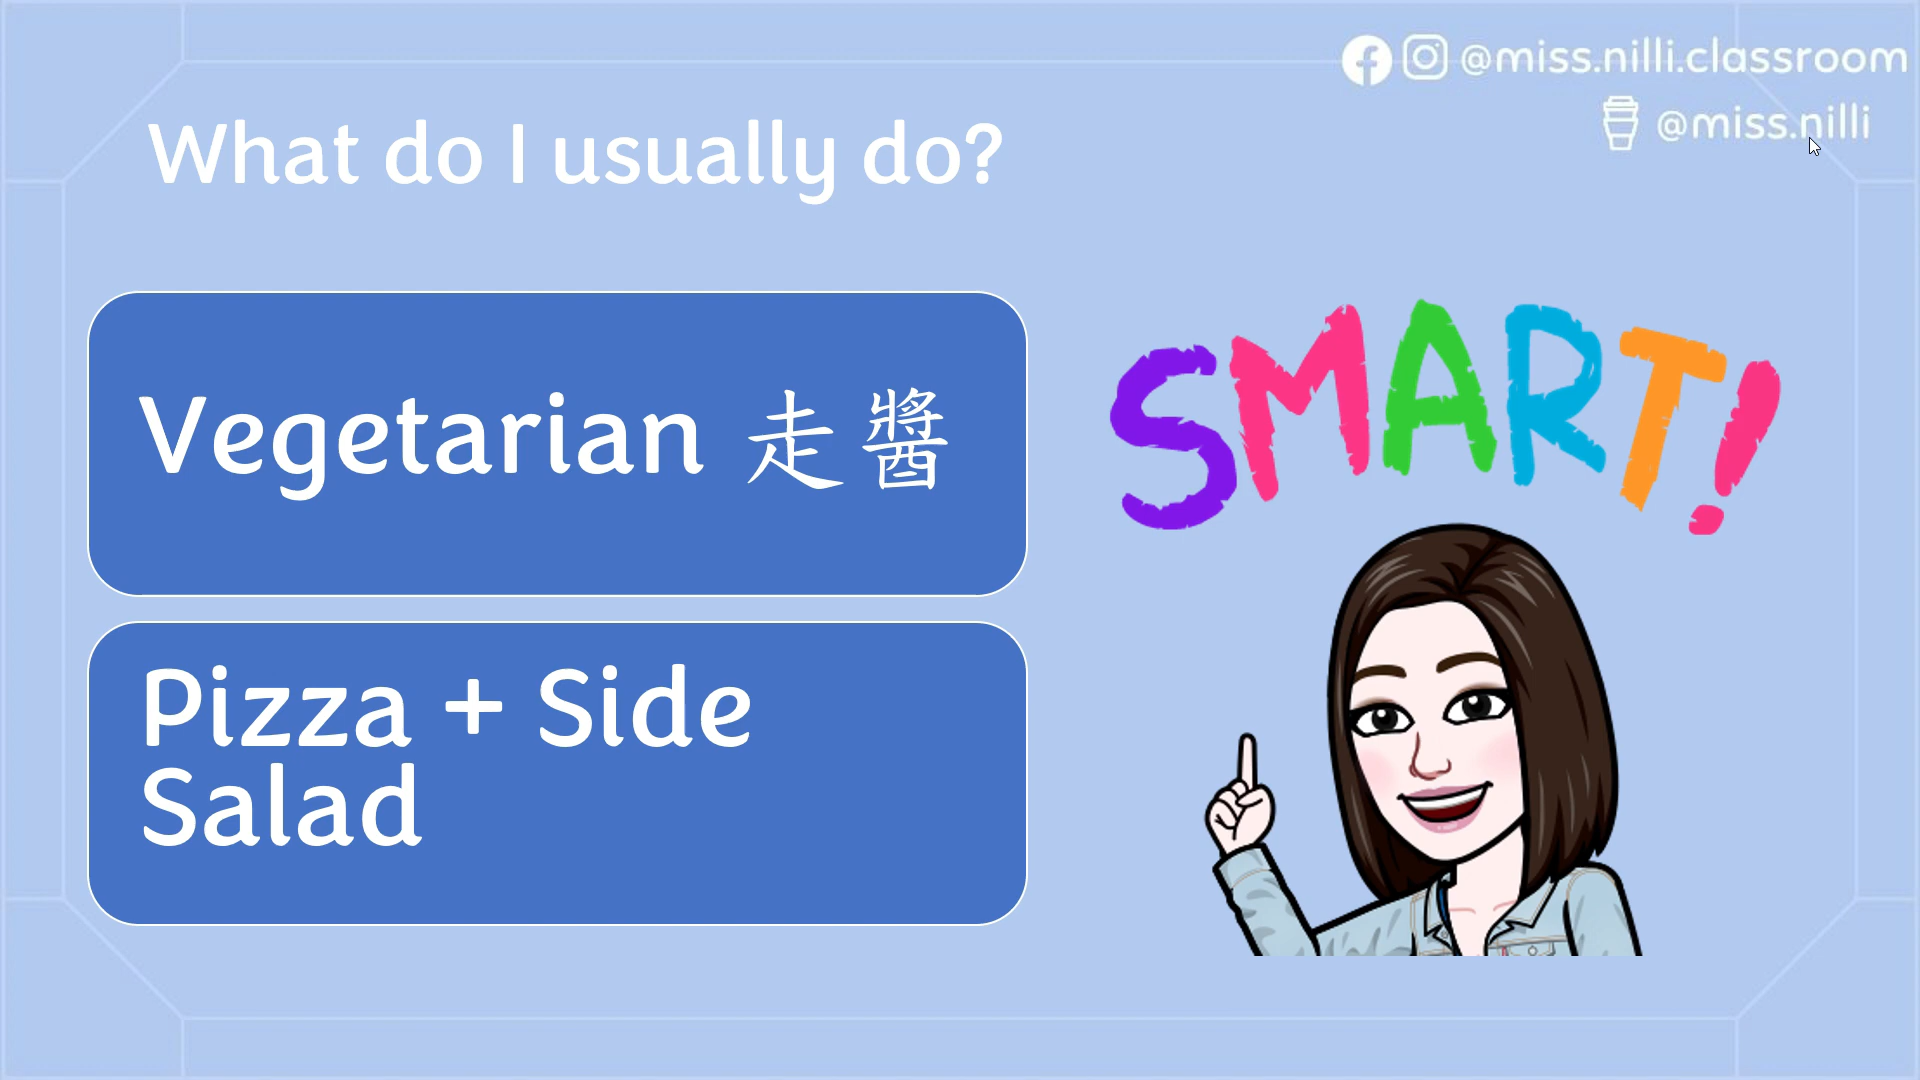 @miss.nilli.classroom
@miss.nilli
What do I usually do?
Vegetarian 走醬
Pizza + Side
Salad
SMART!